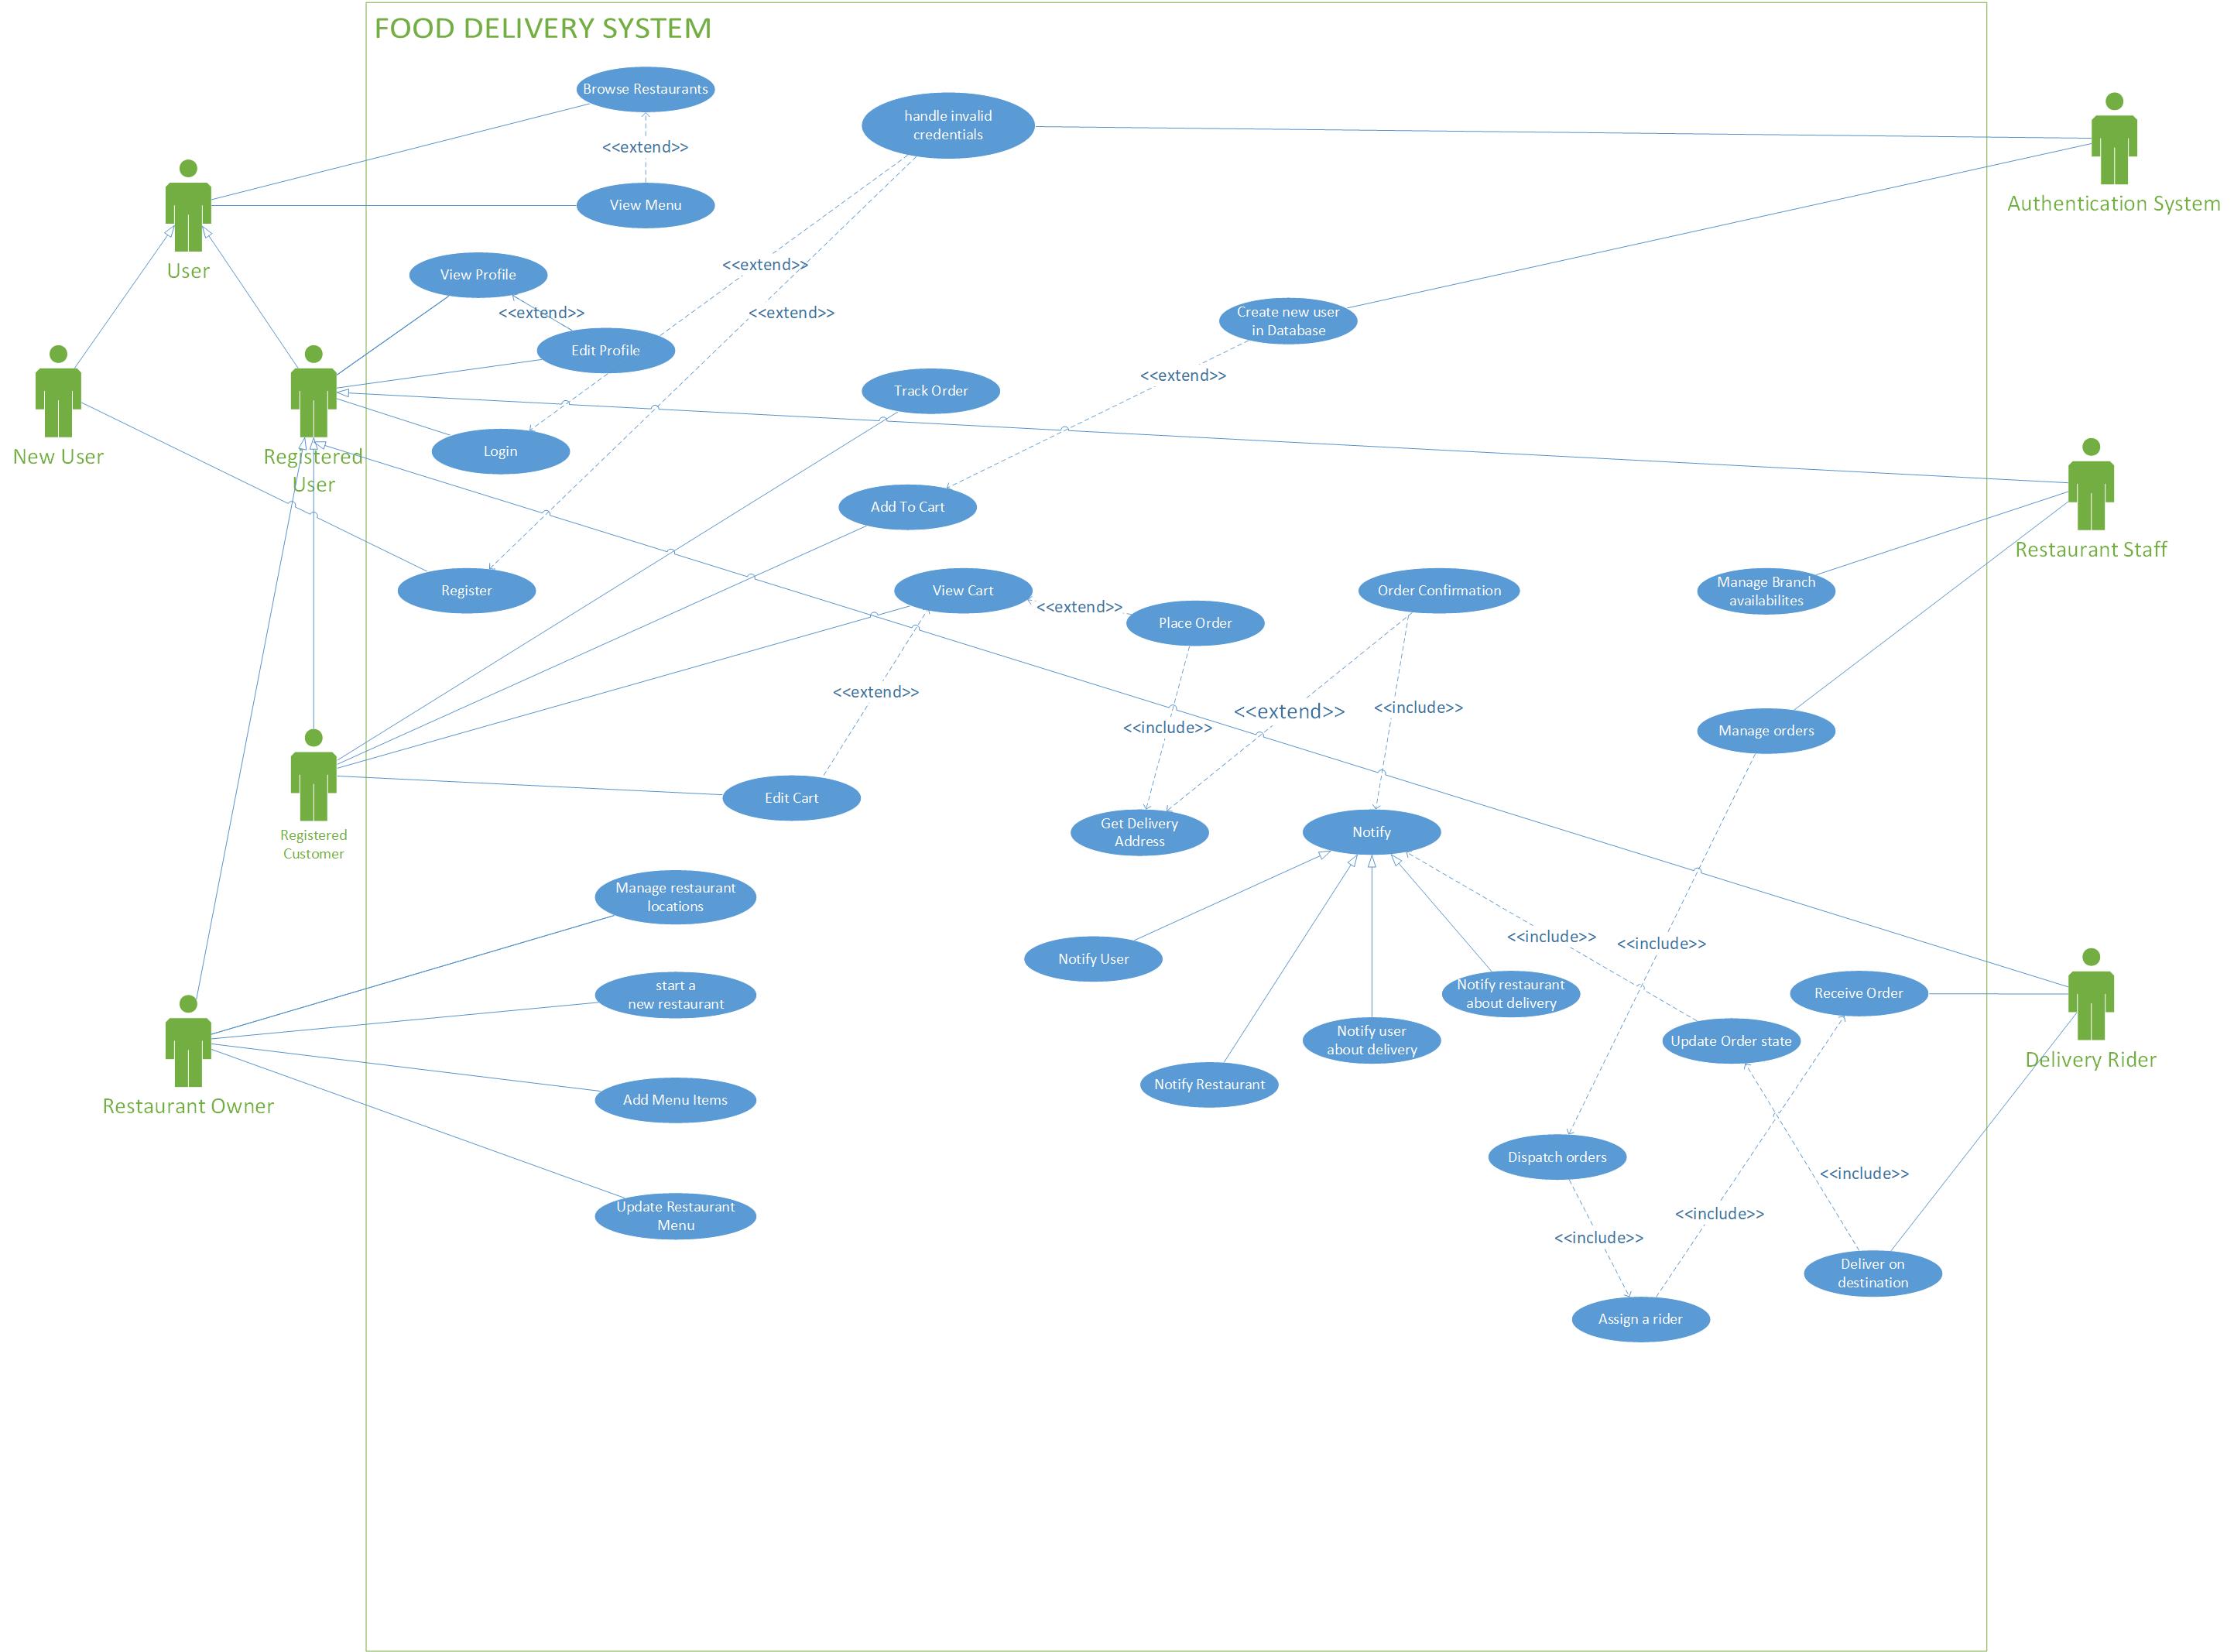 FOOD DELIVERY SYSTEM
Browse Restaurants
handle invalid
credentials
<<extend>>
View Menu
Authentication System
User
<<extend>>
View Profile
<<extend>>
<<extend>>
Create new user
in Database
Edit Profile
<<extend>>
Track Order
New User
Registered
User
Login
Add To Cart
Restaurant Staff
Register
View Cart
<<extend>>
Place Order
Order Confirmation
Manage Branch
availabilites
<<extend>>
<<include>>
<<extend>>
<<include>>
Manage orders
Edit Cart
Get Delivery
Address
Notify
Registered
Customer
Manage restaurant
locations
<<include>>
<<include>>
Notify User
start a
new restaurant
Notify restaurant
about delivery
Receive Order
Notify user
about delivery
Update Order state
Delivery Rider
Restaurant Owner
Add Menu Items
Notify Restaurant
Dispatch orders
<<include>>
Update Restaurant
Menu
<<include>>
<<include>>
Deliver on
destination
Assign a rider